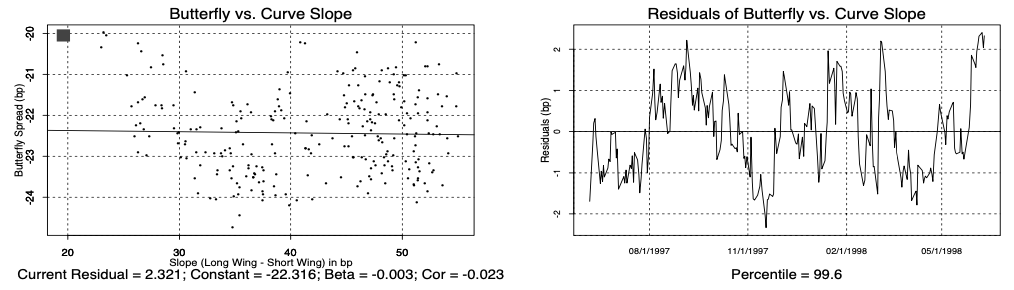 Butterfly vs. Curve Slope
Butterfly Spread (bp)
-20
-21
-22
-23
-24
20 30 40 50
Slope (Long Wing - Short Wing) in bp
Current Residual = 2.321; Constant = -22.316; Beta = -0.003; Cor = -0.023
Residuals of Butterfly vs. Curve Slope
Residuals (bp)
2
1
0
-1
-2
08/1/1997 11/1/1997 02/1/1998 05/1/1998
Percentile = 99.6